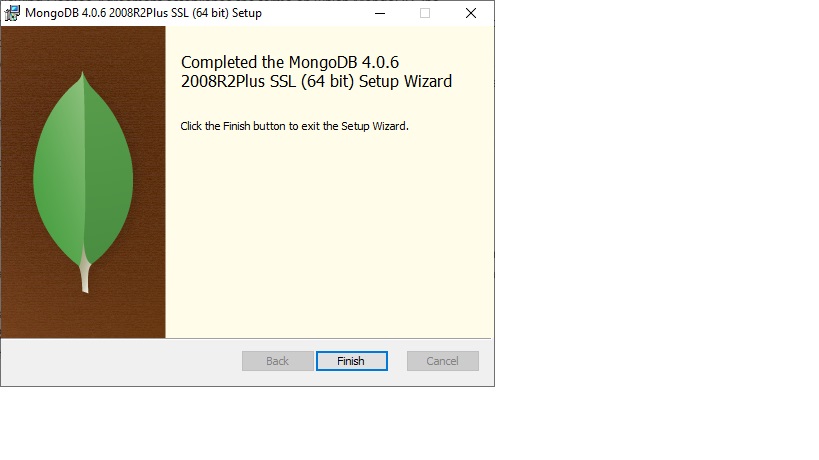 MongoDB 4.0.6 2008R2Plus SSL (64 bit) Setup
Completed the MongoDB 4.0.6
2008R2Plus SSL (64 bit) Setup Wizard
Click the Finish button to exit the Setup Wizard.
Back Finish Cancel